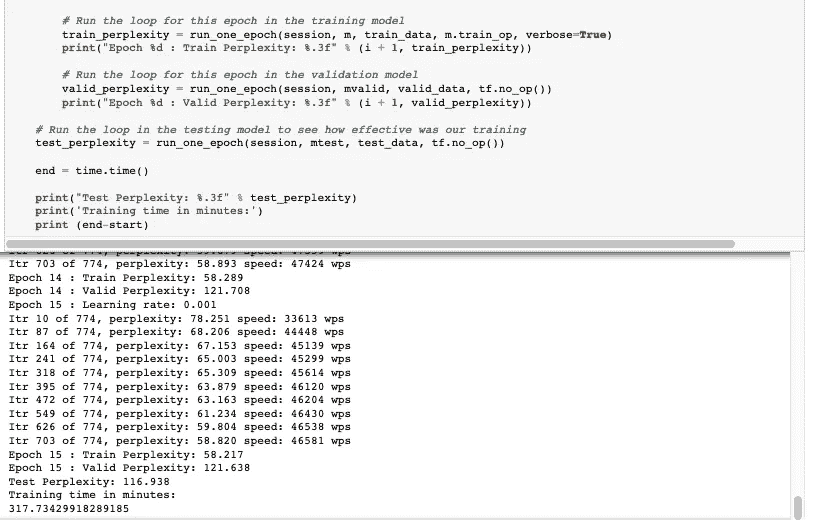 # Run the loop for this epoch in the training model
train_perplexity = run_one_epoch(session, m, train_data, m.train_op, verbose=True)
print("Epoch %d : Train Perplexity: %.3f" % (i + 1, train_perplexity))
# Run the loop for this epoch in the validation model
valid_perplexity = run_one_epoch(session, mvalid, valid_data, tf.no_op())
print("Epoch %d : Valid Perplexity: %.3f" % (i + 1, valid_perplexity))
# Run the loop in the testing model to see how effective was our training
test_perplexity = run_one_epoch(session, mtest, test_data, tf.no_op())
end = time.time()
print("Test Perplexity: %.3f" % test_perplexity)
print('Training time in minutes:')
print (end-start)
Itr 703 of 774, perplexity: 58.893 speed: 47424 wps
Epoch 14 : Train Perplexity: 58.289
Epoch 14 : Valid Perplexity: 121.708
Epoch 15 : Learning rate: 0.001
Itr 10 of 774, perplexity: 78.251 speed: 33613 wps
Itr 87 of 774, perplexity: 68.206 speed: 44448 wps
Itr 164 of 774, perplexity: 67.153 speed: 45139 wps
Itr 241 of 774, perplexity: 65.003 speed: 45299 wps
Itr 318 of 774, perplexity: 65.309 speed: 45614 wps
Itr 395 of 774, perplexity: 63.879 speed: 46120 wps
Itr 472 of 774, perplexity: 63.163 speed: 46204 wps
Itr 549 of 774, perplexity: 61.234 speed: 46430 wps
Itr 626 of 774, perplexity: 59.804 speed: 46538 wps
Itr 703 of 774, perplexity: 58.820 speed: 46581 wps
Epoch 15 : Train Perplexity: 58.217
Epoch 15 : Valid Perplexity: 121.638
Test Perplexity: 116.938
Training time in minutes:
317.73429918289185